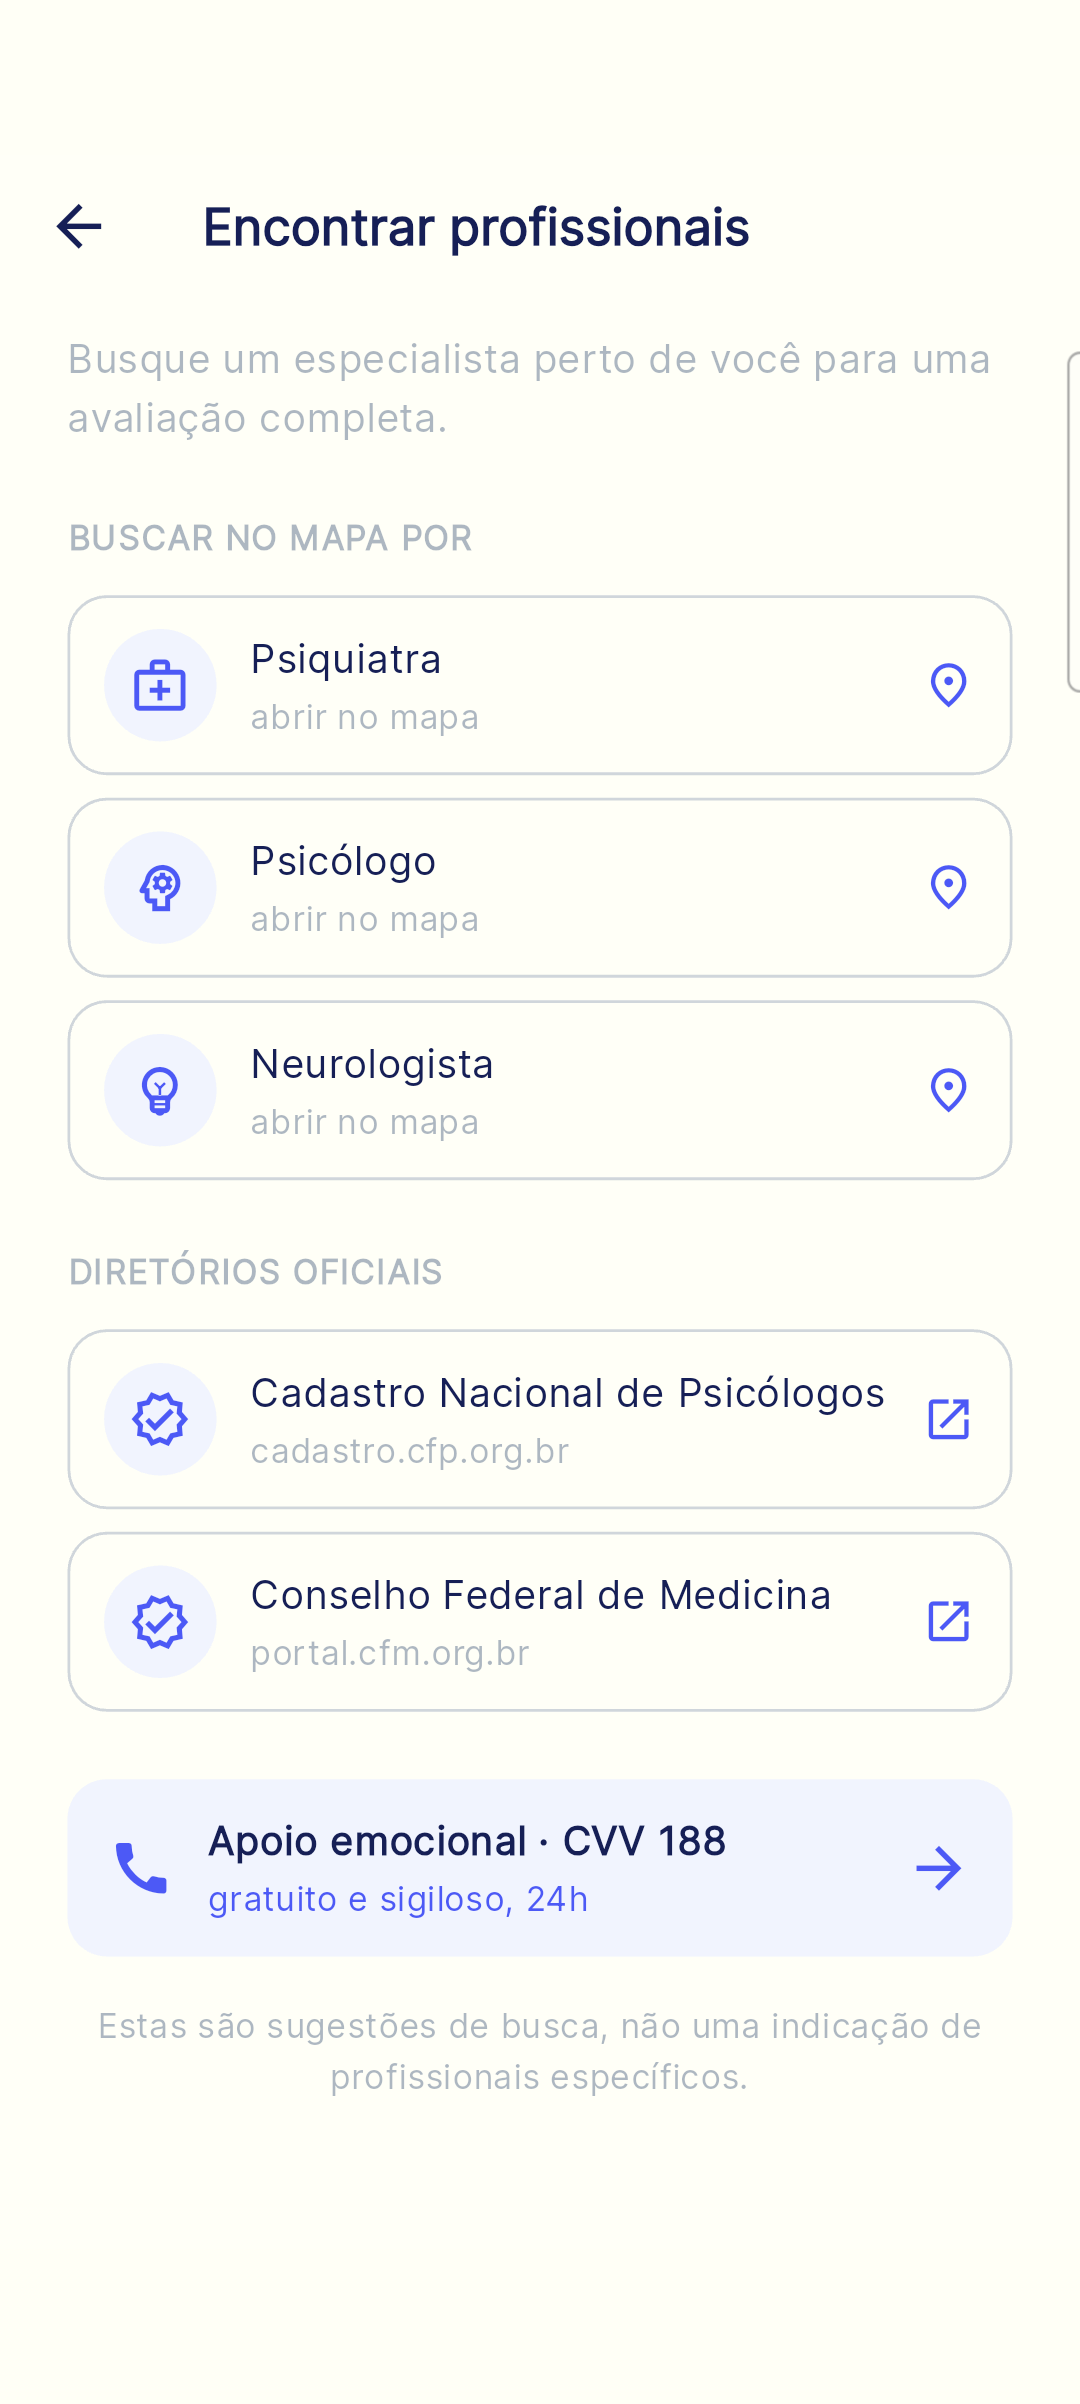 Encontrar profissionais
Busque um especialista perto de você para uma
avaliação completa.
BUSCAR NO MAPA POR
Psiquiatra
abrir no mapa
Psicólogo
abrir no mapa
Neurologista
abrir no mapa
DIRETÓRIOS OFICIAIS
Cadastro Nacional de Psicólogos
cadastro.cfp.org.br
Conselho Federal de Medicina
portal.cfm.org.br
Apoio emocional · CVV 188
gratuito e sigiloso, 24h
Estas são sugestões de busca, não uma indicação de
profissionais específicos.